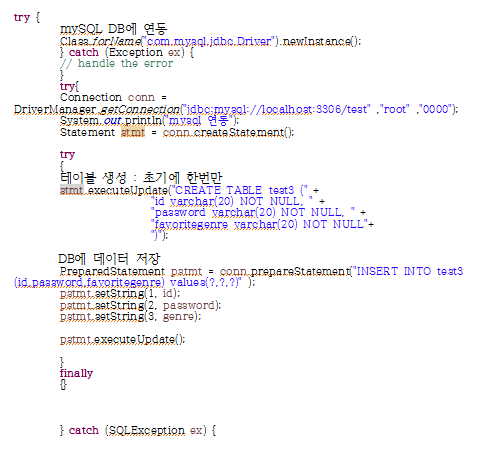 try {
mySQL DB에 연동
Class.forName("com.mysql.jdbc.Driver").newInstance();
} catch (Exception ex) {
// handle the error
}
try{
Connection conn =
DriverManager.getConnection("jdbc:mysql://localhost:3306/test" ,"root" ,"0000");
System.out.println("mysql 연동");
Statement stmt = conn.createStatement();
try
{
테이블 생성 : 초기에 한번만
stmt.executeUpdate("CREATE TABLE test3 (" +
"id varchar(20) NOT NULL, " +
"password varchar(20) NOT NULL, " +
"favoritegenre varchar(20) NOT NULL"+
")");
DB에 데이터 저장
PreparedStatement pstmt = conn.prepareStatement("INSERT INTO test3
(id,password,favoritegenre) values(?,?,?)" );
pstmt.setString(1, id);
pstmt.setString(2, password);
pstmt.setString(3, genre);
pstmt.executeUpdate();
}
finally
{}
} catch (SQLException ex) {